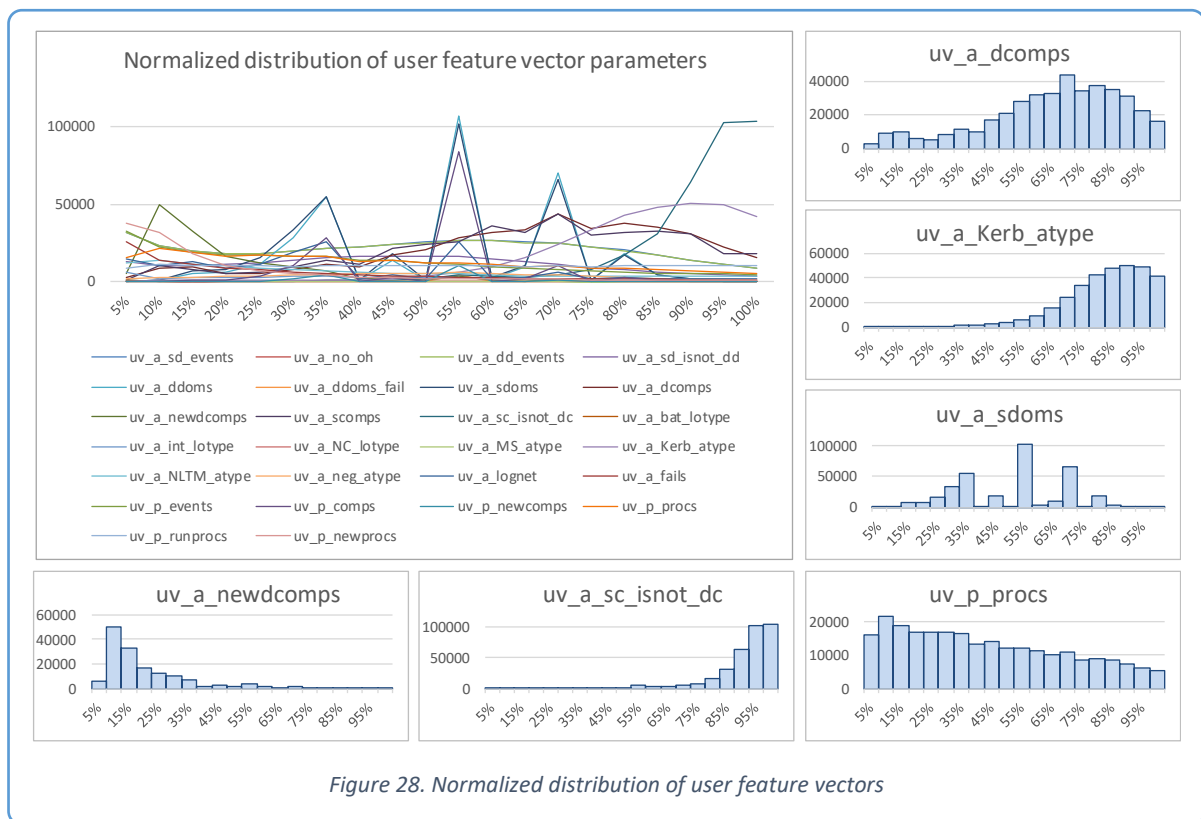 Normalized distribution of user feature vector parameters
100000
50000
0
5% 10% 15% 20% 25% 30% 35% 40% 45% 50% 55% 60% 65% 70% 75% 80% 85% 90% 95% 100%
uv_a_sd_events uv_a_no_oh uv_a_dd_events uv_a_sd_isnot_dd
uv_a_ddoms uv_a_ddoms_fail uv_a_sdoms uv_a_dcomps
uv_a_newdcomps uv_a_scomps uv_a_sc_isnot_dc uv_a_bat_lotype
uv_a_int_lotype uv_a_NC_lotype uv_a_MS_atype uv_a_Kerb_atype
uv_a_NLTM_atype uv_a_neg_atype uv_a_lognet uv_a_fails
uv_p_events uv_p_comps uv_p_newcomps uv_p_procs
uv_p_runprocs uv_p_newprocs
uv_a_dcomps
40000
20000
0
5% 15% 25% 35% 45% 55% 65% 75% 85% 95%
uv_a_Kerb_atype
60000
40000
20000
0
5% 15% 25% 35% 45% 55% 65% 75% 85% 95%
uv_a_sdoms
100000
50000
0
5% 15% 25% 35% 45% 55% 65% 75% 85% 95%
uv_a_newdcomps
60000
40000
20000
0
5% 15% 25% 35% 45% 55% 65% 75% 85% 95%
uv_a_sc_isnot_dc
100000
50000
0
5% 15% 25% 35% 45% 55% 65% 75% 85% 95%
uv_p_procs
20000
10000
0
5% 15% 25% 35% 45% 55% 65% 75% 85% 95%
Figure 28. Normalized distribution of user feature vectors